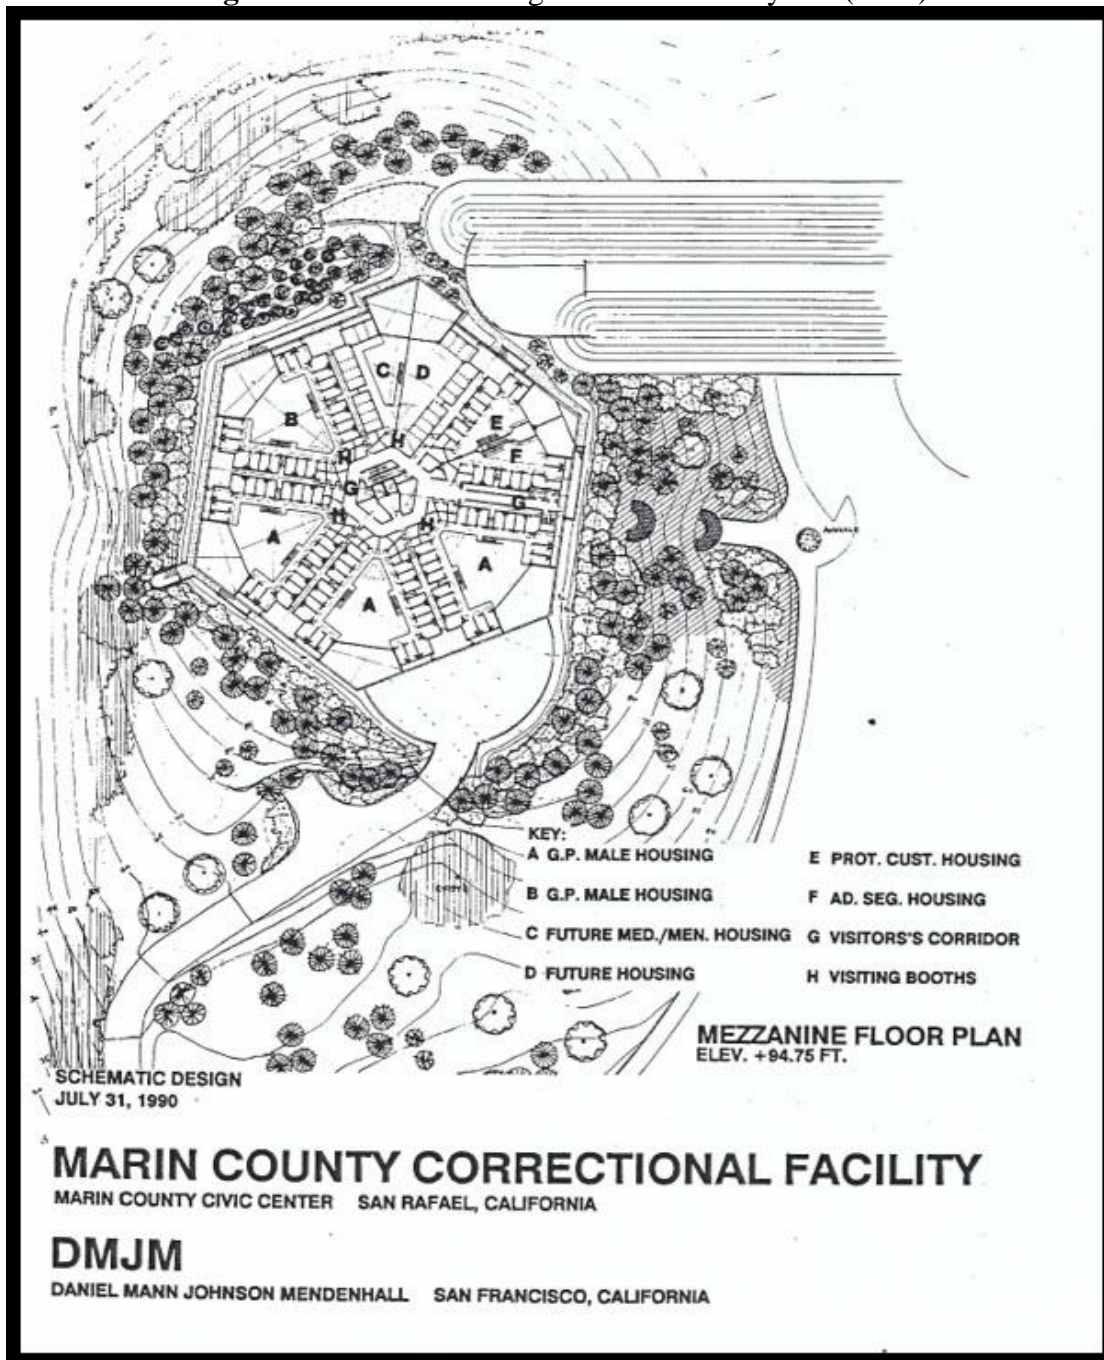 C D
B
E
H
F
H
G
G
H
H
A
A
A
KEY:
A G.P. MALE HOUSING
B G.P. MALE HOUSING
C FUTURE MED./MEN. HOUSING
D FUTURE HOUSING
E PROT. CUST. HOUSING
F AD. SEG. HOUSING
G VISITORS'S CORRIDOR
H VISITING BOOTHS
MEZZANINE FLOOR PLAN
ELEV. +94.75 FT.
SCHEMATIC DESIGN
JULY 31, 1990
MARIN COUNTY CORRECTIONAL FACILITY
MARIN COUNTY CIVIC CENTER SAN RAFAEL, CALIFORNIA
DMJM
DANIEL MANN JOHNSON MENDENHALL SAN FRANCISCO, CALIFORNIA